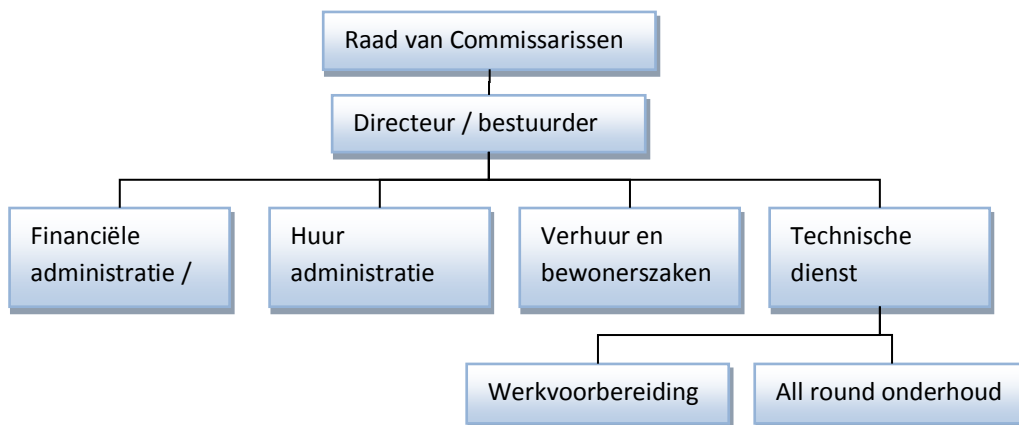 Raad van Commissarissen
Directeur / bestuurder
Financiële
administratie /
Huur
administratie
Verhuur en
bewonerszaken
Technische
dienst
Werkvoorbereiding
All round onderhoud